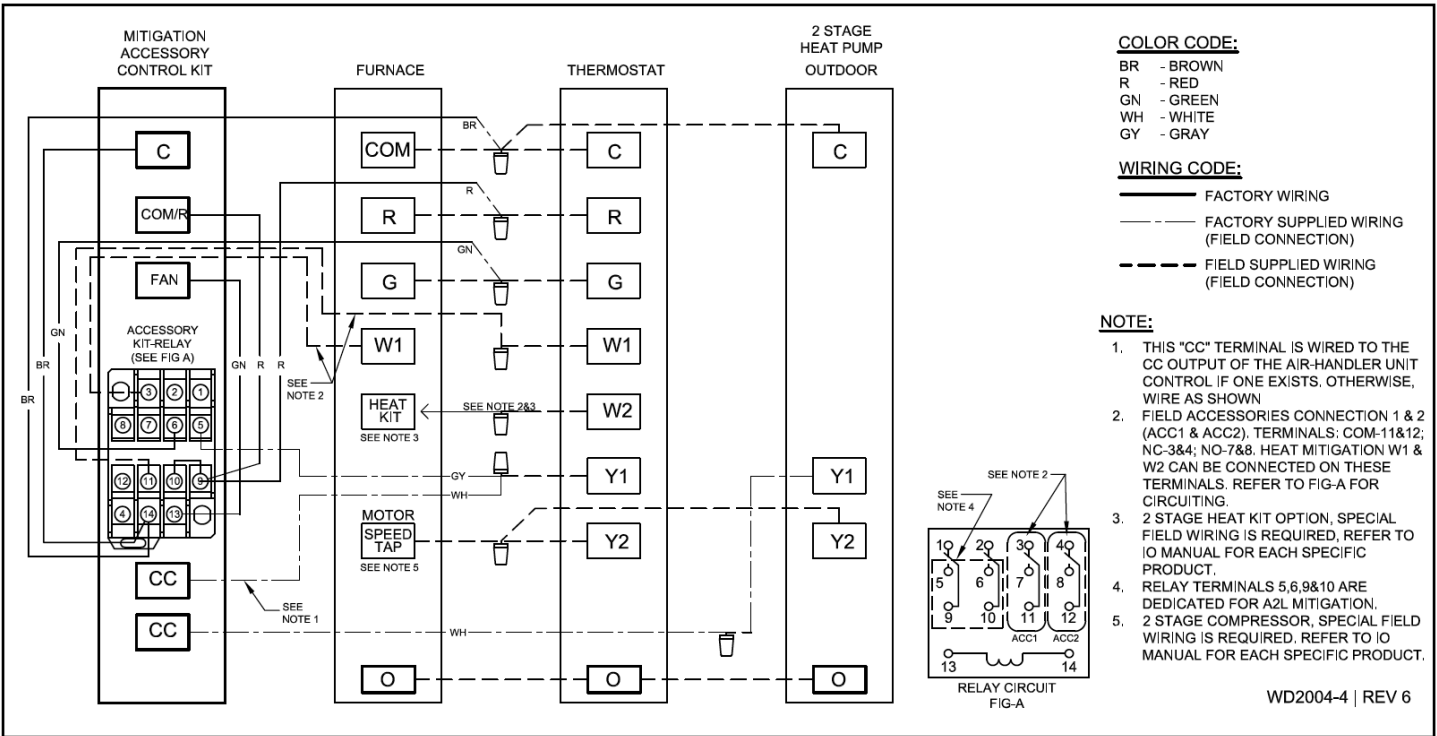 MITIGATION
ACCESSORY
CONTROL KIT
FURNACE
THERMOSTAT
2 STAGE
HEAT PUMP
OUTDOOR
C
COM/R
FAN
ACCESSORY
KIT-RELAY
(SEE FIG A)
3 2 1
8 7 6 5
12 11 10 9
4 14 13
CC
CC
BR
BR
GN
GN
R
R
SEE
NOTE 2
SEE
NOTE 1
BR
R
GN
COM
R
G
W1
HEAT
KIT
SEE NOTE 3
SEE NOTE 2&3
GY
WH
MOTOR
SPEED
TAP
SEE NOTE 5
WH
O
C
R
G
W1
W2
Y1
Y2
O
C
Y1
Y2
O
COLOR CODE:
BR - BROWN
R - RED
GN - GREEN
WH - WHITE
GY - GRAY
WIRING CODE:
FACTORY WIRING
FACTORY SUPPLIED WIRING
(FIELD CONNECTION)
FIELD SUPPLIED WIRING
(FIELD CONNECTION)
NOTE:
1. THIS "CC" TERMINAL IS WIRED TO THE
CC OUTPUT OF THE AIR-HANDLER UNIT
CONTROL IF ONE EXISTS. OTHERWISE,
WIRE AS SHOWN
2. FIELD ACCESSORIES CONNECTION 1 & 2
(ACC1 & ACC2). TERMINALS: COM-11&12;
NC-3&4; NO-7&8. HEAT MITIGATION W1 &
W2 CAN BE CONNECTED ON THESE
TERMINALS. REFER TO FIG-A FOR
CIRCUITING.
3. 2 STAGE HEAT KIT OPTION, SPECIAL
FIELD WIRING IS REQUIRED, REFER TO
IO MANUAL FOR EACH SPECIFIC
PRODUCT.
4. RELAY TERMINALS 5,6,9&10 ARE
DEDICATED FOR A2L MITIGATION.
5. 2 STAGE COMPRESSOR, SPECIAL FIELD
WIRING IS REQUIRED. REFER TO IO
MANUAL FOR EACH SPECIFIC PRODUCT.
SEE NOTE 2
SEE
NOTE 4
1 2 3 4
5 6 7 8
9 10 11 12
ACC1 ACC2
13 14
RELAY CIRCUIT
FIG-A
WD2004-4 | REV 6